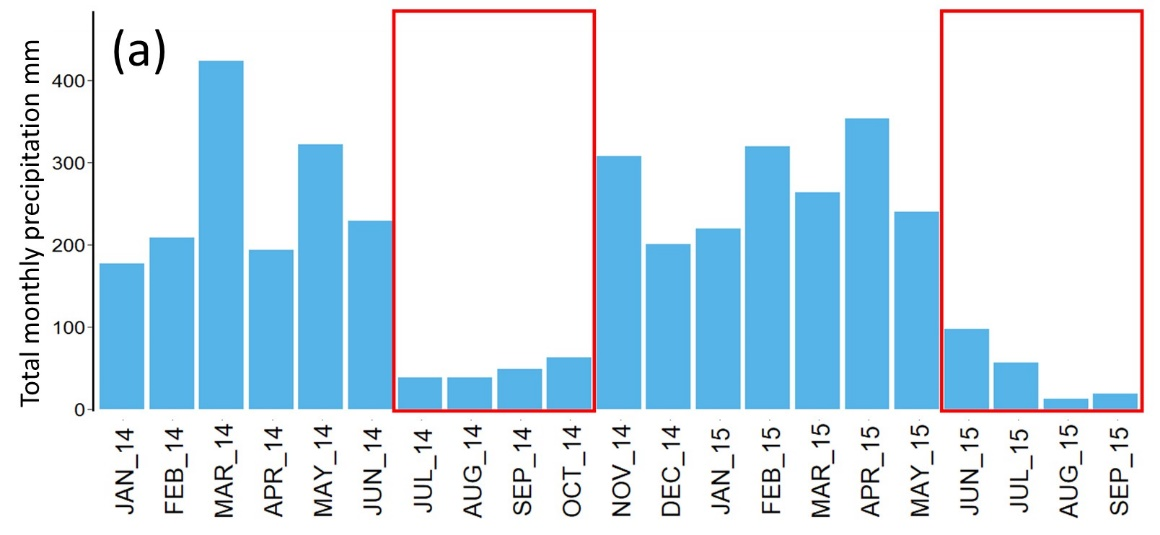 (a)
Total monthly precipitation mm
400
300
200
100
0
JAN_14
FEB_14
MAR_14
APR_14
MAY_14
JUN_14
JUL_14
AUG_14
SEP_14
OCT_14
NOV_14
DEC_14
JAN_15
FEB_15
MAR_15
APR_15
MAY_15
JUN_15
JUL_15
AUG_15
SEP_15